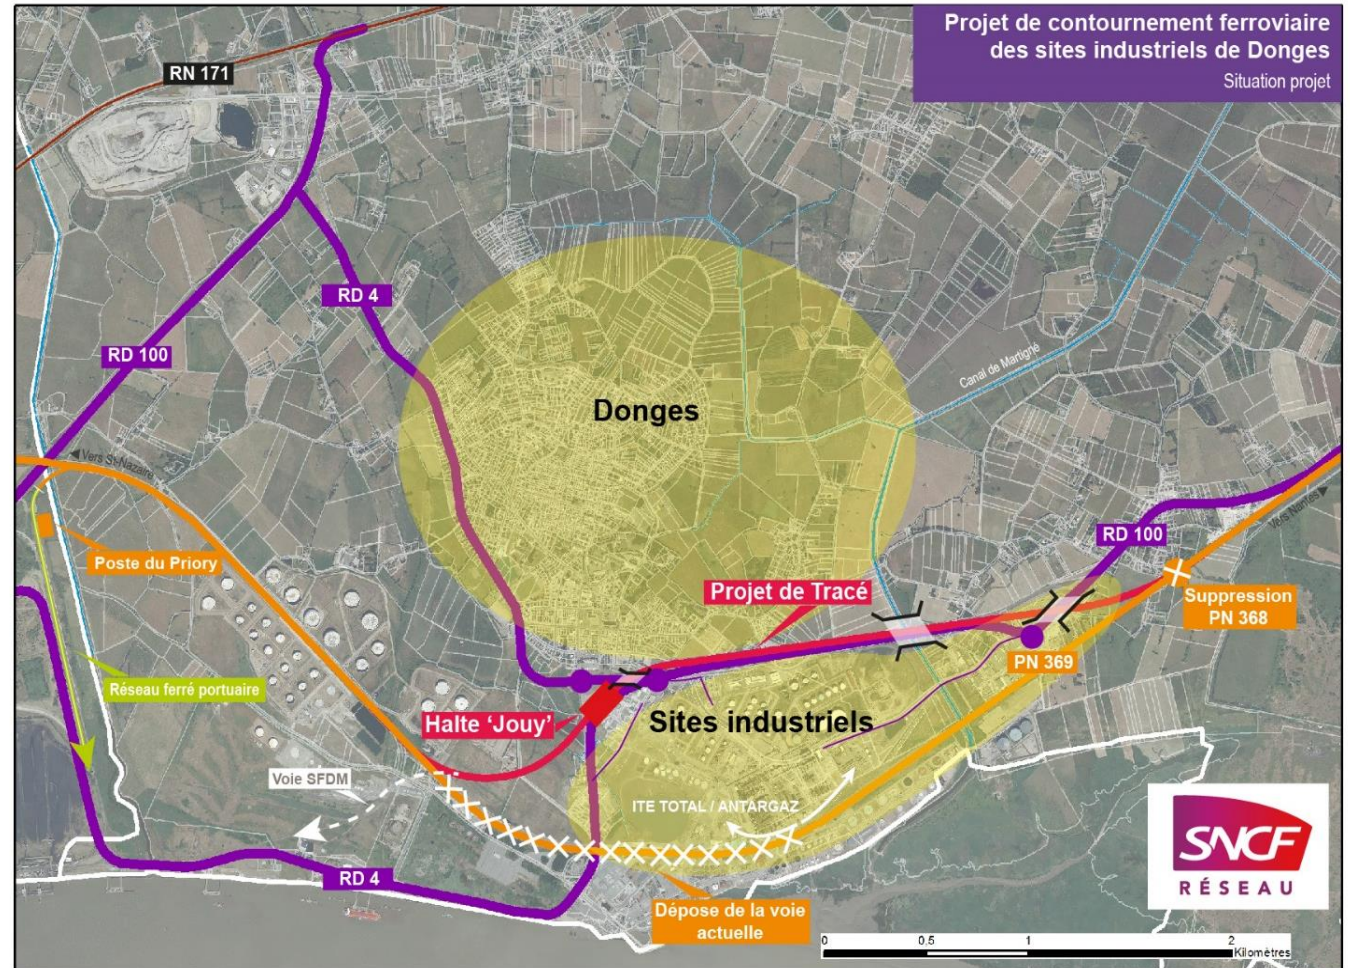 Projet de contournement ferroviaire
des sites industriels de Donges
Situation projet
RN 171
RD 4
RD 100
Canal de Martigné
Donges
Vers St-Nazaire
Vers Nantes
RD 100
Poste du Priory
Projet de Tracé
Suppression
PN 368
PN 369
Réseau ferré portuaire
Halte ‘Jouy’
Sites industriels
Voie SFDM
ITE TOTAL / ANTARGAZ
RD 4
Dépose de la voie
actuelle
SNCF
RÉSEAU
0 0.5 1 2
Kilomètres